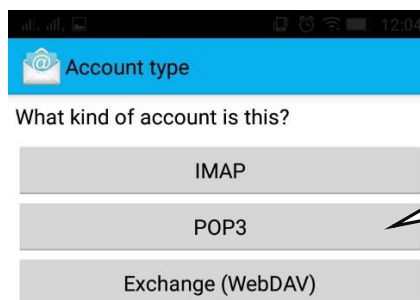 12:04
Account type
What kind of account is this?
IMAP
POP3
Exchange (WebDAV)